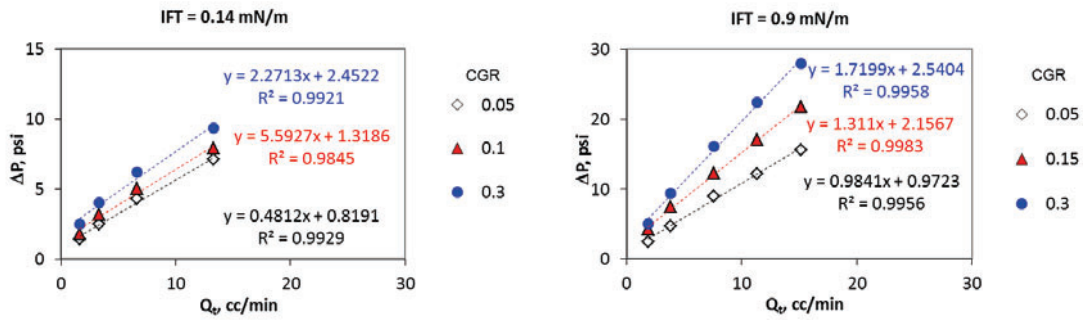 IFT = 0.14 mN/m
15
10
5
0
ΔP, psi
0
10
20
30
Qt, cc/min
y = 2.2713x + 2.4522
R² = 0.9921
y = 5.5927x + 1.3186
R² = 0.9845
y = 0.4812x + 0.8191
R² = 0.9929
CGR
0.05
0.1
0.3
IFT = 0.9 mN/m
30
20
10
0
ΔP, psi
0
10
20
30
Qt, cc/min
y = 1.7199x + 2.5404
R² = 0.9958
y = 1.311x + 2.1567
R² = 0.9983
y = 0.9841x + 0.9723
R² = 0.9956
CGR
0.05
0.15
0.3